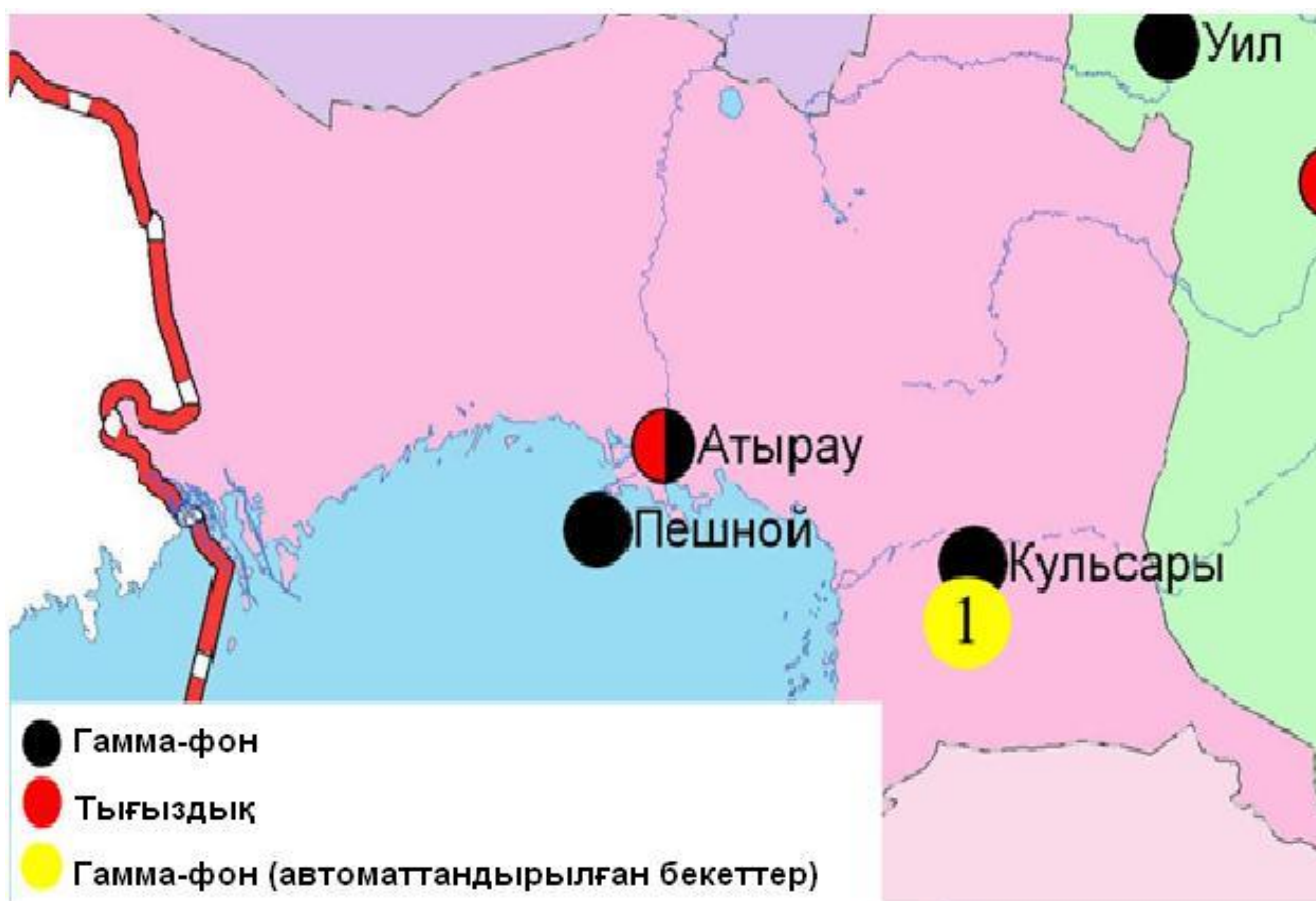 Уил
Атырау
Пешной
Кульсары
1
Гамма-фон
Тығыздық
Гамма-фон (автоматтандырылған бекеттер)